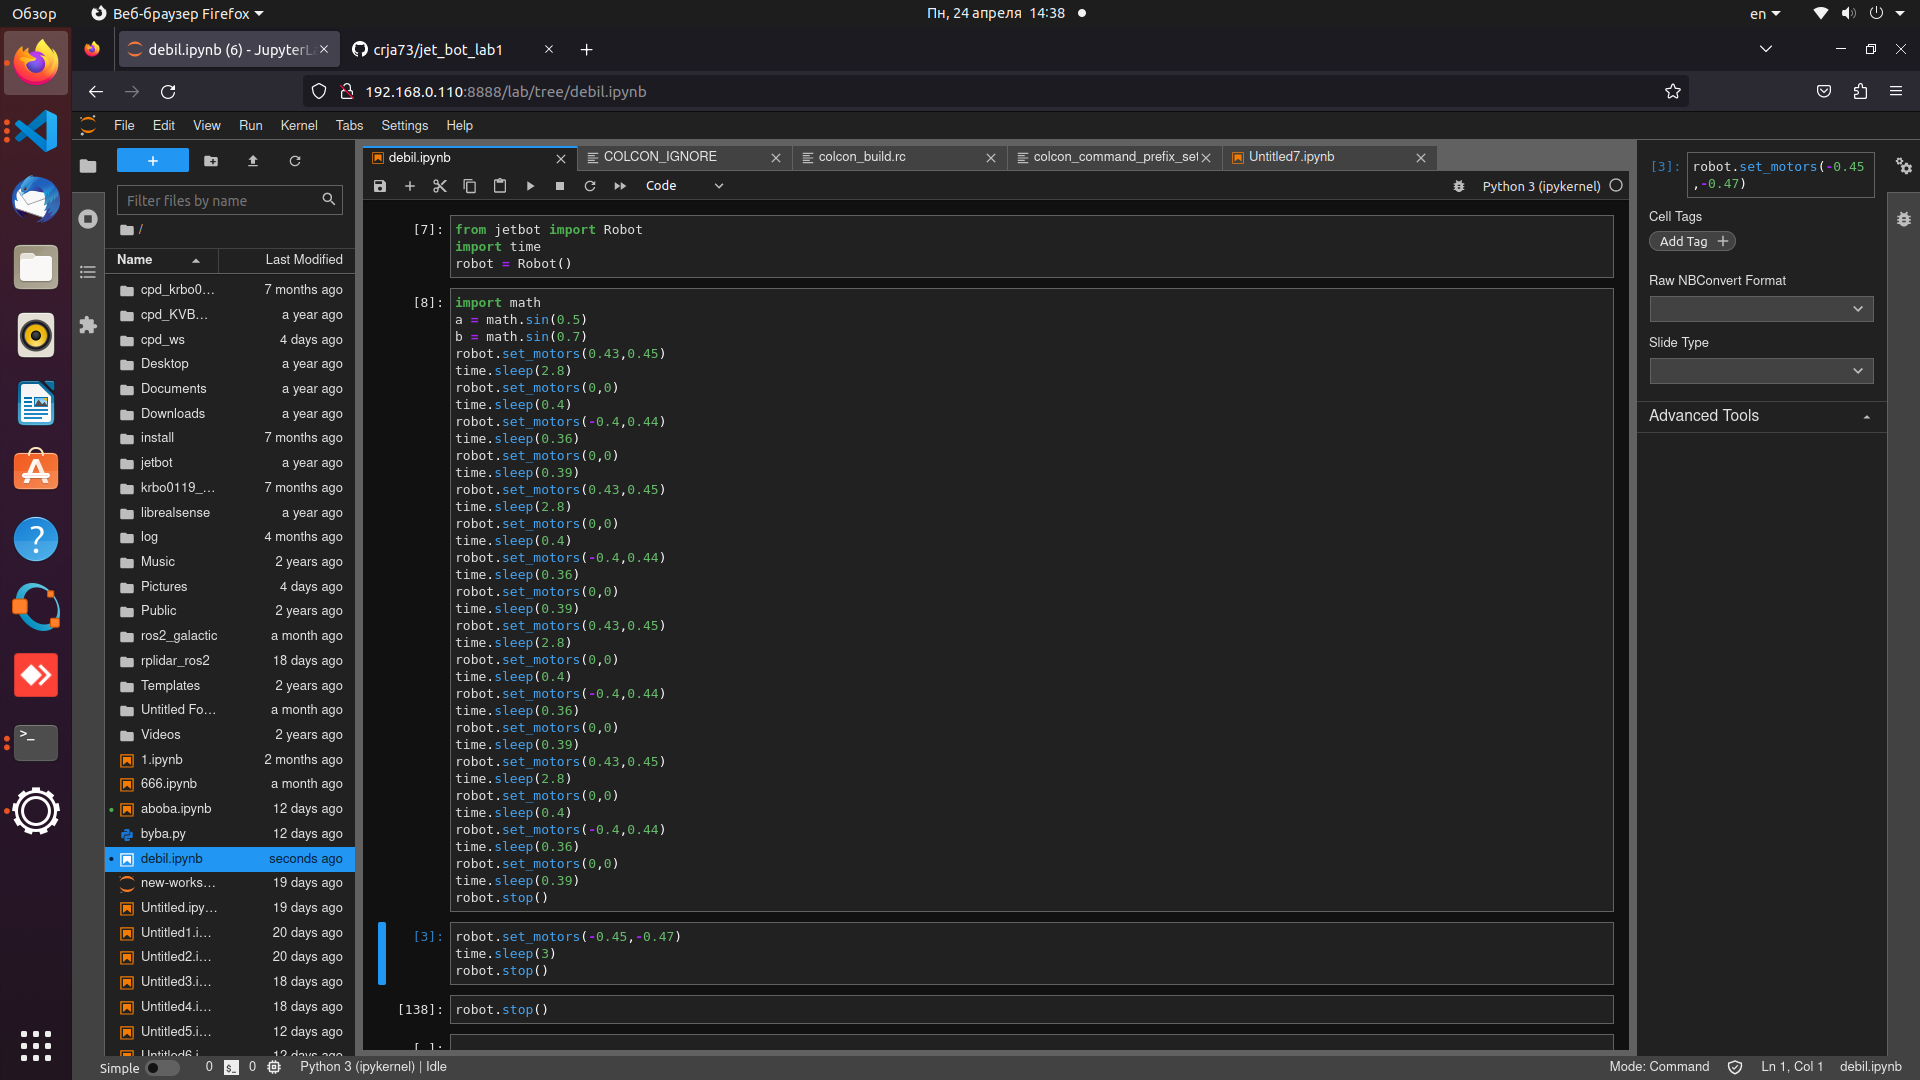 Обзор
Веб-браузер Firefox
Пн, 24 апреля 14:38
en
debil.ipynb (6) - JupyterL
crja73/jet_bot_lab1
192.168.0.110:8888/lab/tree/debil.ipynb
File Edit View Run Kernel Tabs Settings Help
Filter files by name
/
Name Last Modified
cpd_krbo0... 7 months ago
cpd_KVB... a year ago
cpd_ws 4 days ago
Desktop a year ago
Documents a year ago
Downloads a year ago
install 7 months ago
jetbot a year ago
krbo0119_... 7 months ago
librealsense a year ago
log 4 months ago
Music 2 years ago
Pictures 4 days ago
Public 2 years ago
ros2_galactic a month ago
rplidar_ros2 18 days ago
Templates 2 years ago
Untitled Fo... a month ago
Videos 2 years ago
1.ipynb 2 months ago
666.ipynb a month ago
aboba.ipynb 12 days ago
byba.py 12 days ago
debil.ipynb seconds ago
new-works... 19 days ago
Untitled.ipy... 19 days ago
Untitled1.i... 20 days ago
Untitled2.i... 20 days ago
Untitled3.i... 18 days ago
Untitled4.i... 18 days ago
Untitled5.i... 12 days ago
Untitled6.i... 12 days ago
debil.ipynb COLCON_IGNORE colcon_build.rc colcon_command_prefix_set Untitled7.ipynb
Code
Python 3 (ipykernel)
[7]: from jetbot import Robot
import time
robot = Robot()
[8]: import math
a = math.sin(0.5)
b = math.sin(0.7)
robot.set_motors(0.43,0.45)
time.sleep(2.8)
robot.set_motors(0,0)
time.sleep(0.4)
robot.set_motors(-0.4,0.44)
time.sleep(0.36)
robot.set_motors(0,0)
time.sleep(0.39)
robot.set_motors(0.43,0.45)
time.sleep(2.8)
robot.set_motors(0,0)
time.sleep(0.4)
robot.set_motors(-0.4,0.44)
time.sleep(0.36)
robot.set_motors(0,0)
time.sleep(0.39)
robot.set_motors(0.43,0.45)
time.sleep(2.8)
robot.set_motors(0,0)
time.sleep(0.4)
robot.set_motors(-0.4,0.44)
time.sleep(0.36)
robot.set_motors(0,0)
time.sleep(0.39)
robot.set_motors(0.43,0.45)
time.sleep(2.8)
robot.set_motors(0,0)
time.sleep(0.4)
robot.set_motors(-0.4,0.44)
time.sleep(0.36)
robot.set_motors(0,0)
time.sleep(0.39)
robot.stop()
[3]: robot.set_motors(-0.45,-0.47)
time.sleep(3)
robot.stop()
[138]: robot.stop()
[ ]:
[3]: robot.set_motors(-0.45
,-0.47)
Cell Tags
Add Tag
Raw NBConvert Format
Slide Type
Advanced Tools
Simple 0 0 Python 3 (ipykernel) | Idle
Mode: Command Ln 1, Col 1 debil.ipynb